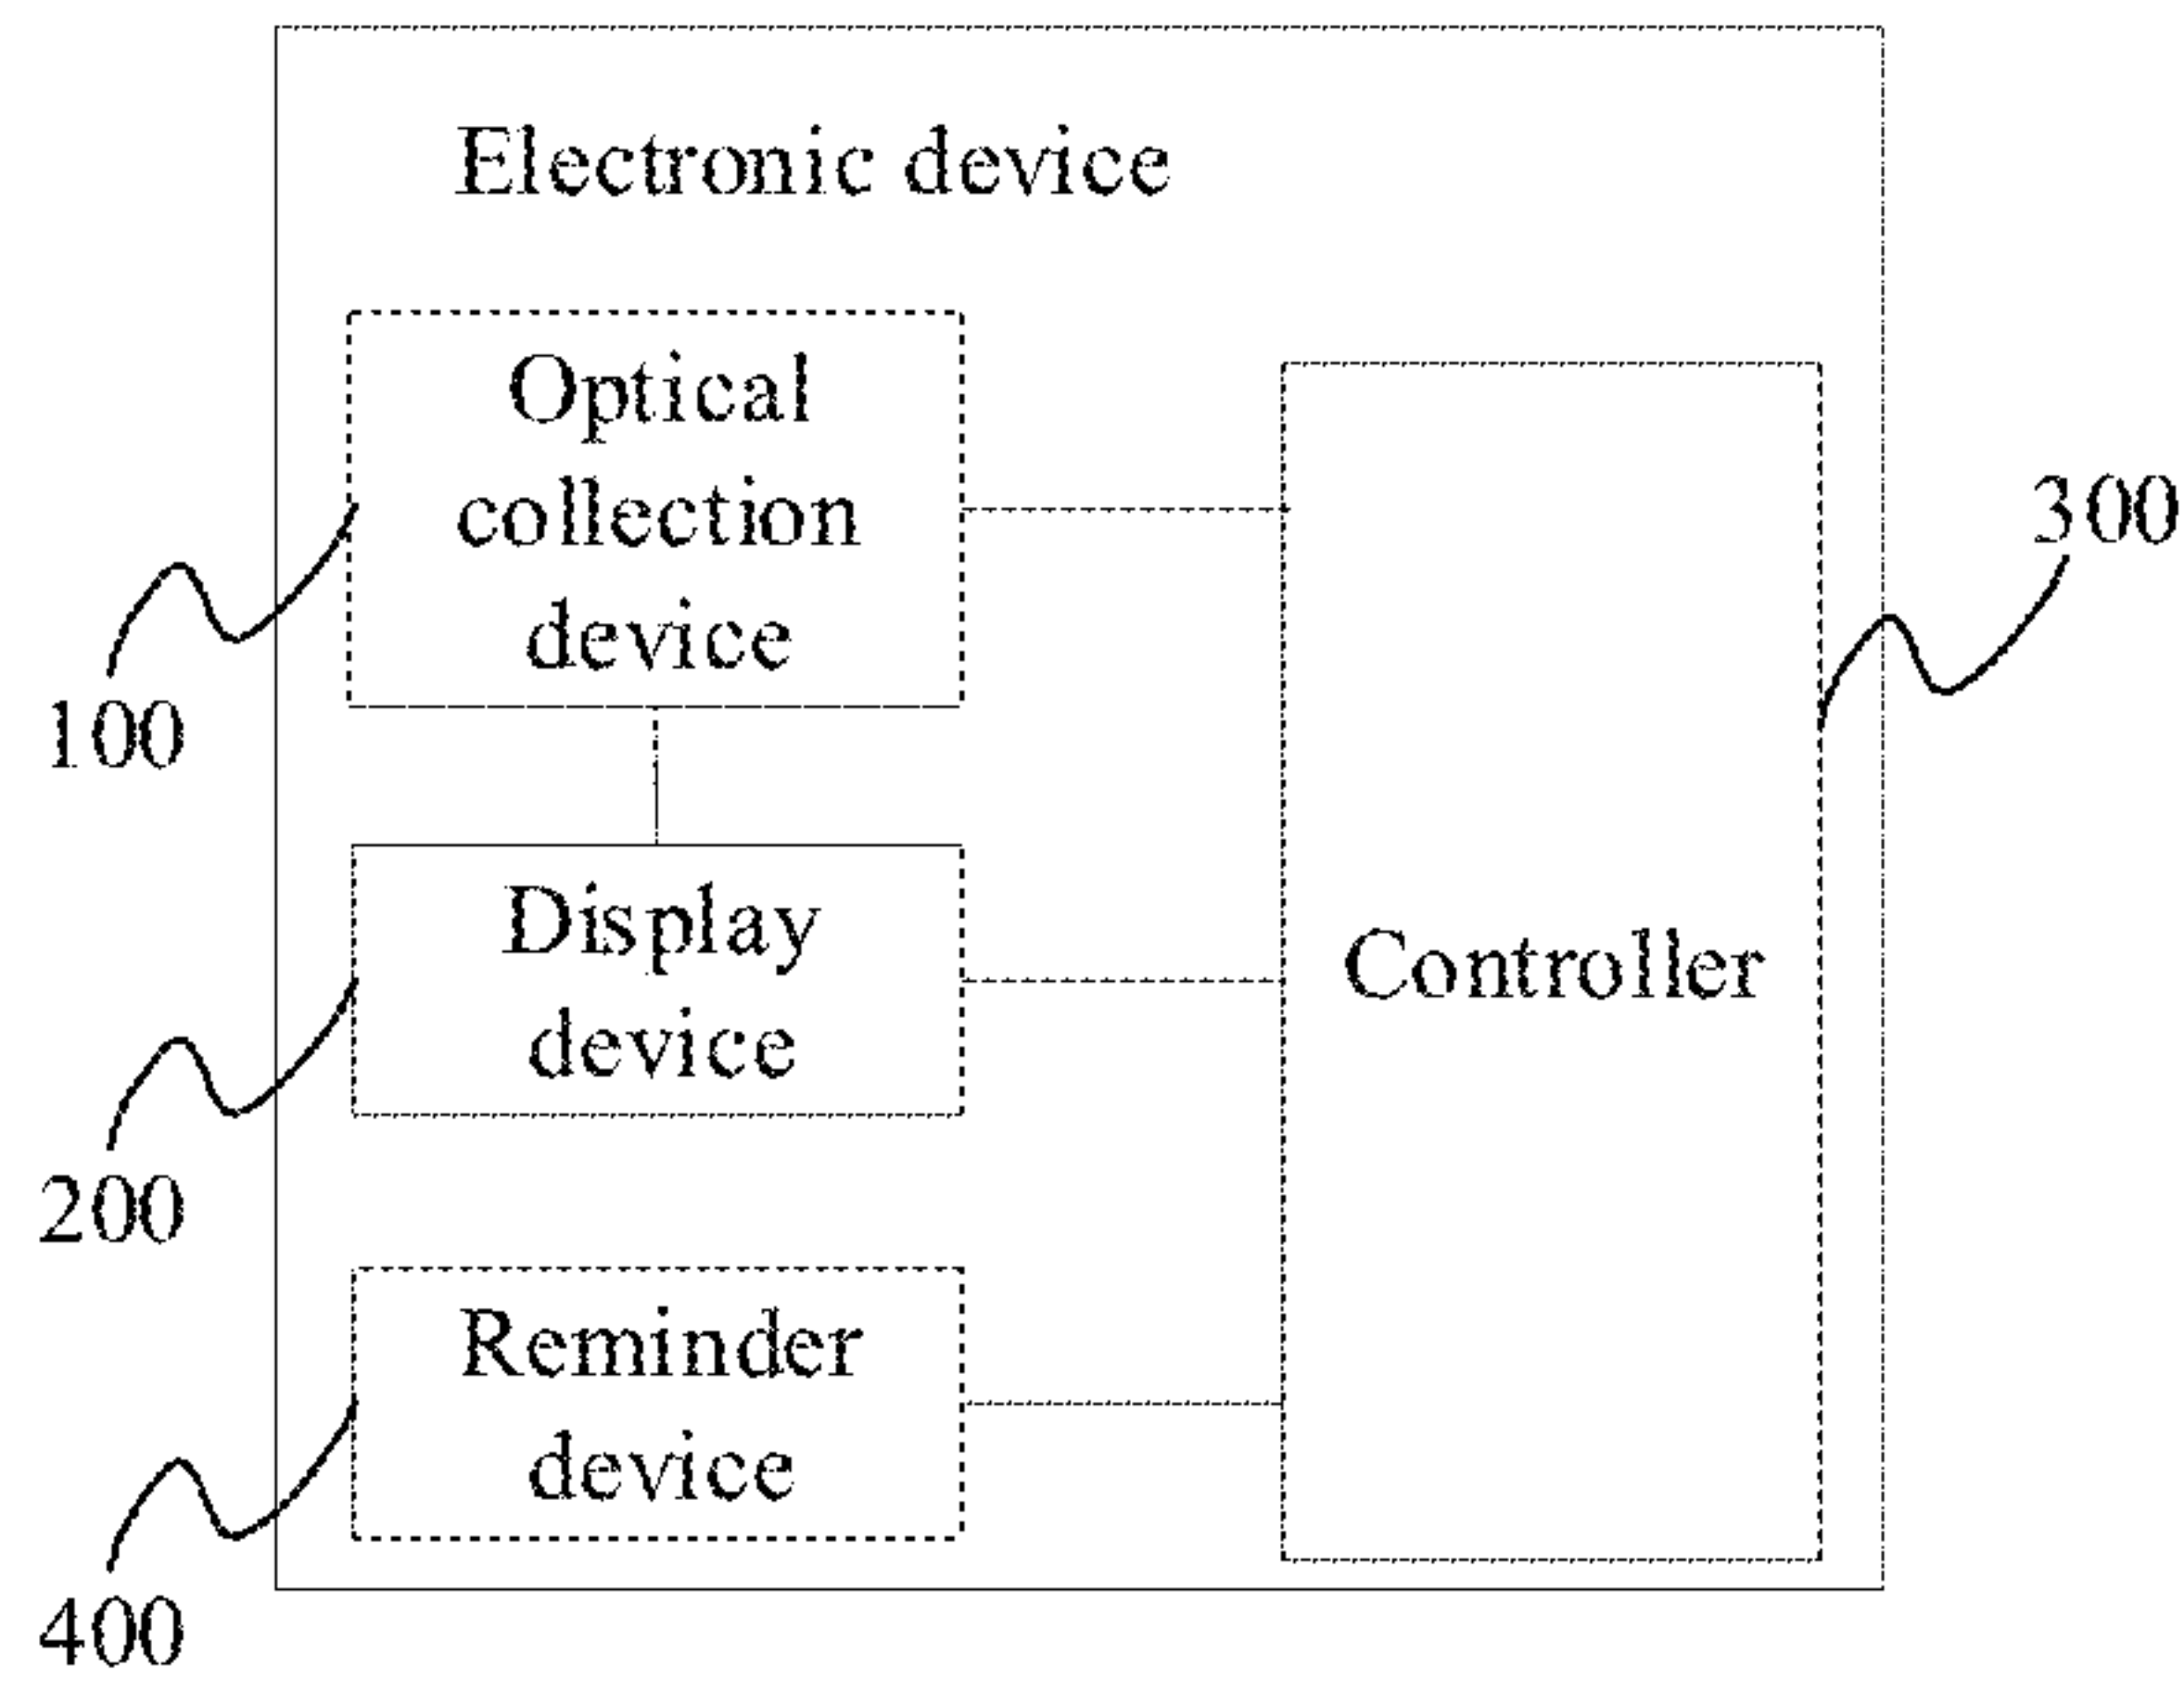 Electronic device
Optical
collection
device
100
300
Display
device
Controller
200
Reminder
device
400